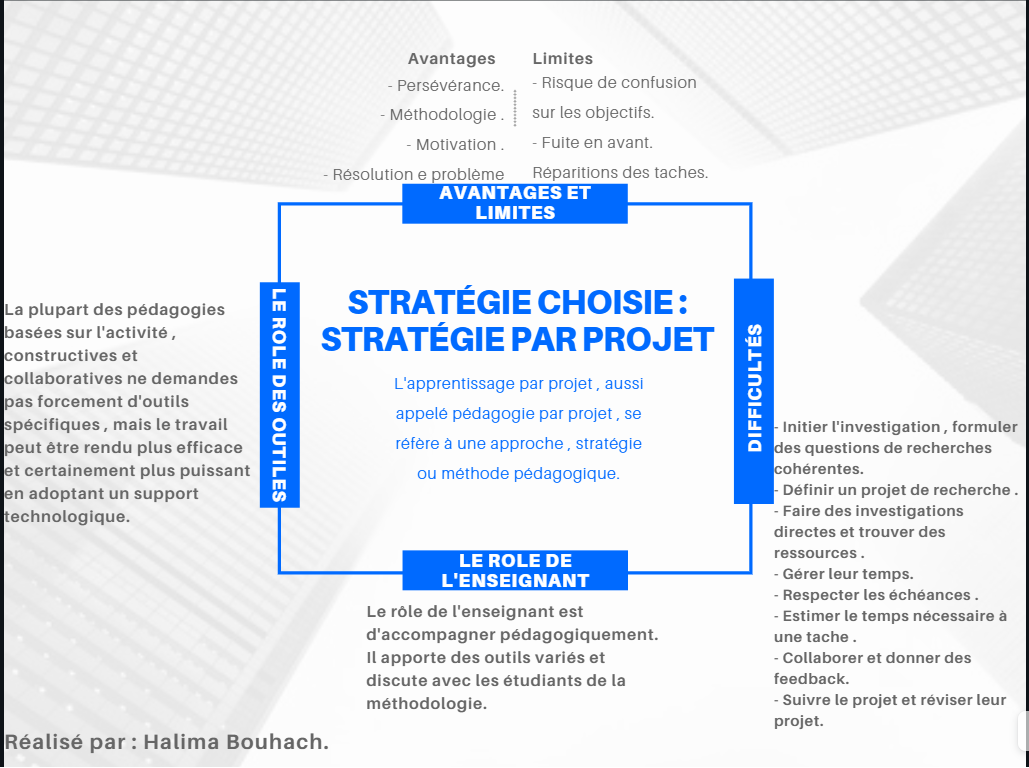 Avantages
- Persévérance.
- Méthodologie .
- Motivation .
- Résolution e problème
Limites
- Risque de confusion
sur les objectifs.
- Fuite en avant.
Réparitions des taches.
AVANTAGES ET
LIMITES
LE ROLE DES OUTILES
La plupart des pédagogies
basées sur l'activité ,
constructives et
collaboratives ne demandes
pas forcement d'outils
spécifiques , mais le travail
peut être rendu plus efficace
et certainement plus puissant
en adoptant un support
technologique.
STRATÉGIE CHOISIE :
STRATÉGIE PAR PROJET
L'apprentissage par projet , aussi
appelé pédagogie par projet , se
réfère à une approche , stratégie
ou méthode pédagogique.
DIFFICULTÉS
- Initier l'investigation , formuler
des questions de recherches
cohérentes.
- Définir un projet de recherche .
- Faire des investigations
directes et trouver des
ressources .
- Gérer leur temps.
- Respecter les échéances .
- Estimer le temps nécessaire à
une tache .
- Collaborer et donner des
feedback.
- Suivre le projet et réviser leur
projet.
LE ROLE DE
L'ENSEIGNANT
Le rôle de l'enseignant est
d'accompagner pédagogiquement.
Il apporte des outils variés et
discute avec les étudiants de la
méthodologie.
Réalisé par : Halima Bouhach.